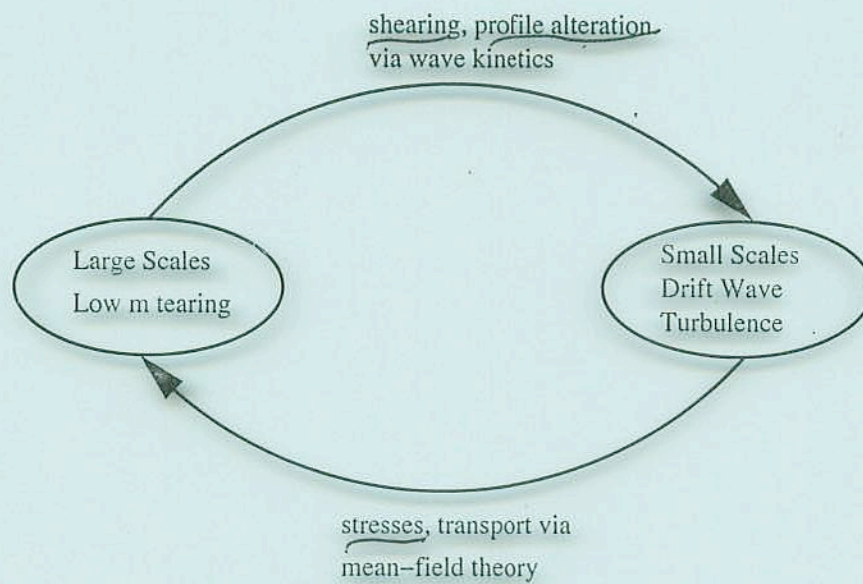 shearing, profile alteration
via wave kinetics
Large Scales
Low m tearing
Small Scales
Drift Wave
Turbulence
stresses, transport via
mean–field theory